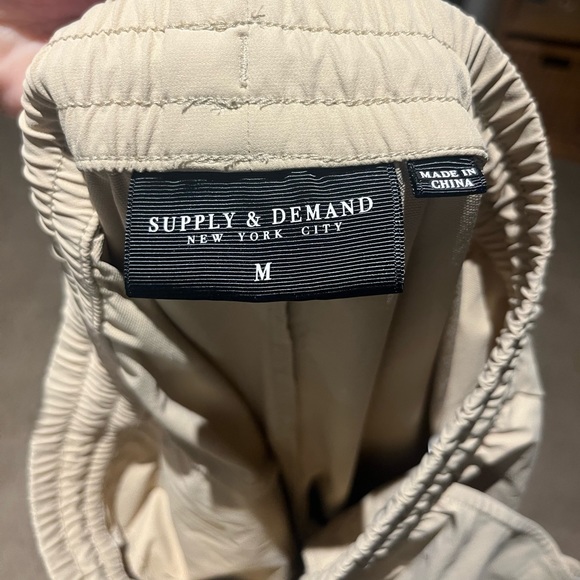 SUPPLY & DEMAND
NEW YORK CITY
M
MADE IN
CHINA